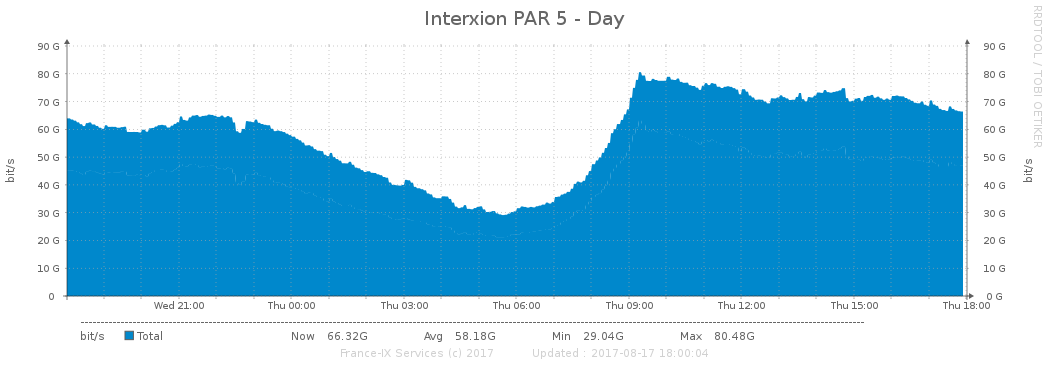 Interxion PAR 5 - Day
RRDTOOL / TOBI OETIKER
bit/s
bit/s
90 G 90 G
80 G 80 G
70 G 70 G
60 G 60 G
50 G 50 G
40 G 40 G
30 G 30 G
20 G 20 G
10 G 10 G
0 0 G
Wed 21:00 Thu 00:00 Thu 03:00 Thu 06:00 Thu 09:00 Thu 12:00 Thu 15:00 Thu 18:00
bit/s Total Now 66.32G Avg 58.18G Min 29.04G Max 80.48G
France-IX Services (c) 2017 Updated : 2017-08-17 18:00:04